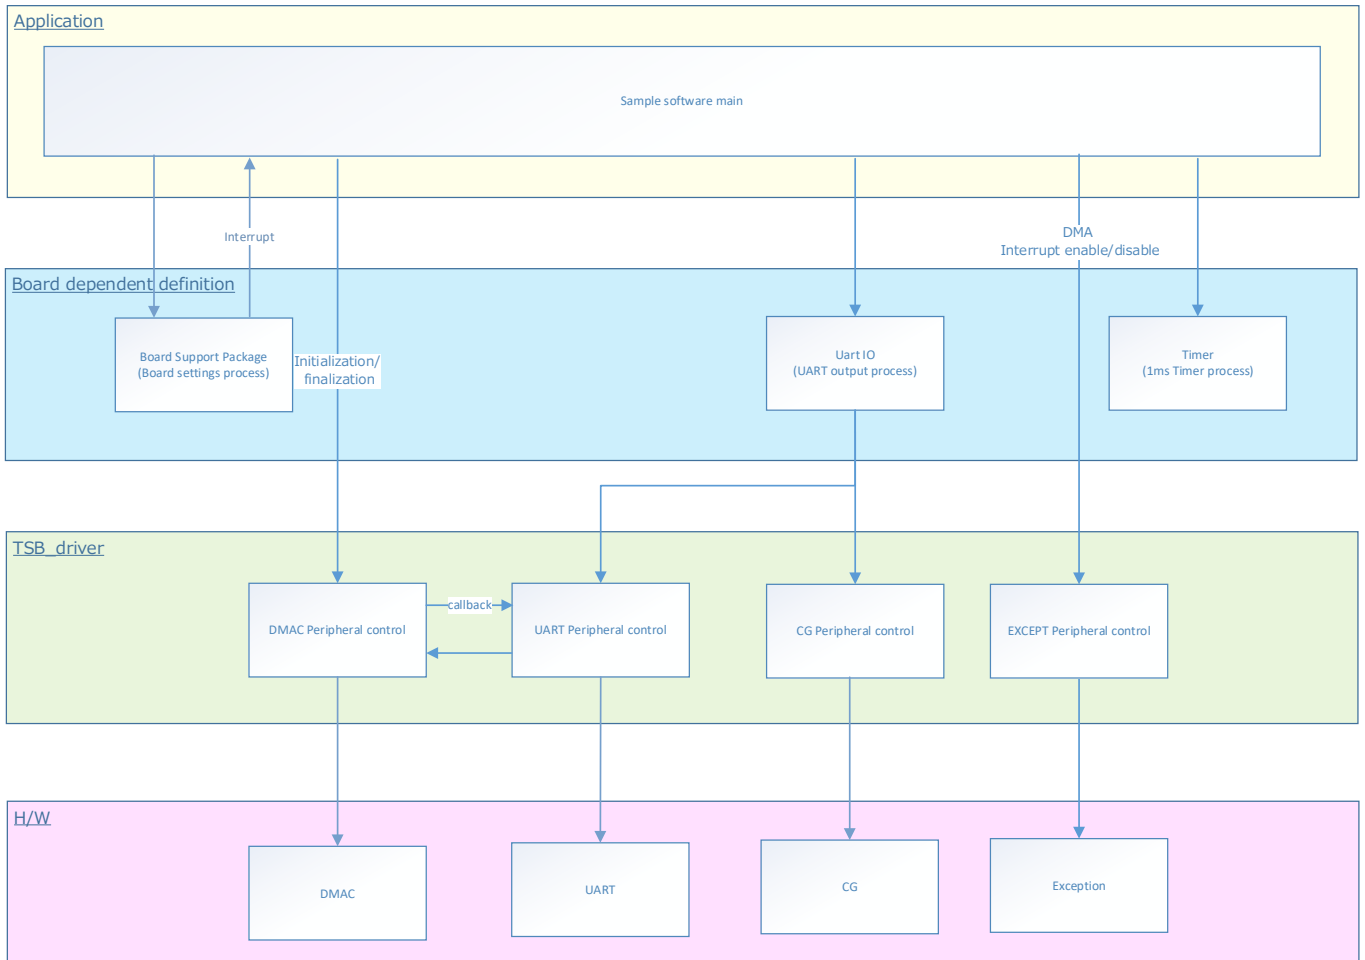 Application
Sample software main
Interrupt
DMA
Interrupt enable/disable
Board dependent definition
Board Support Package
(Board settings process)
Initialization/
finalization
Uart IO
(UART output process)
Timer
(1ms Timer process)
TSB_driver
DMAC Peripheral control
callback
UART Peripheral control
CG Peripheral control
EXCEPT Peripheral control
H/W
DMAC
UART
CG
Exception